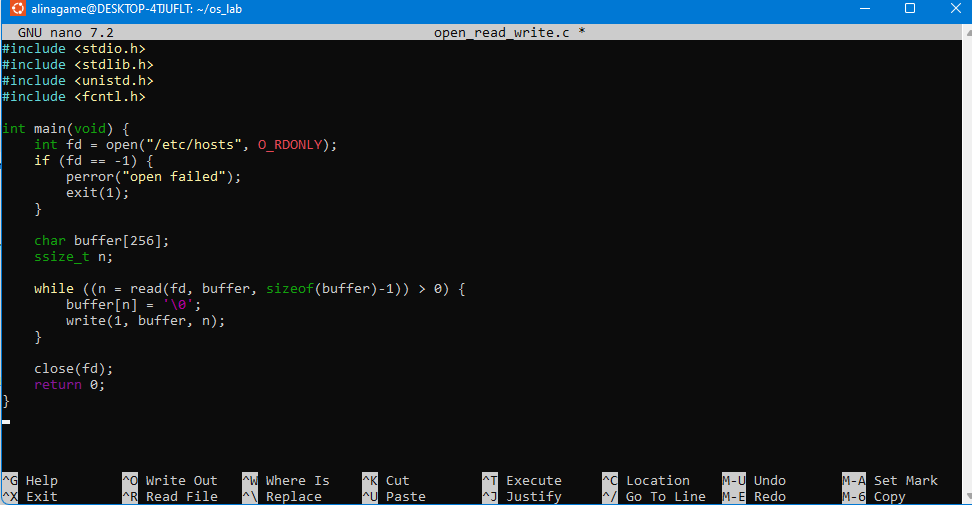 alinagame@DESKTOP-4TJUFLT: ~/os_lab
GNU nano 7.2 open_read_write.c *
#include <stdio.h>
#include <stdlib.h>
#include <unistd.h>
#include <fcntl.h>
int main(void) {
    int fd = open("/etc/hosts", O_RDONLY);
    if (fd == -1) {
        perror("open failed");
        exit(1);
    }
    char buffer[256];
    ssize_t n;
    while ((n = read(fd, buffer, sizeof(buffer)-1)) > 0) {
        buffer[n] = '\0';
        write(1, buffer, n);
    }
    close(fd);
    return 0;
}
^G Help ^O Write Out ^W Where Is ^K Cut ^T Execute ^C Location M-U Undo M-A Set Mark
^X Exit ^R Read File ^\ Replace ^U Paste ^J Justify ^/ Go To Line M-E Redo M-6 Copy